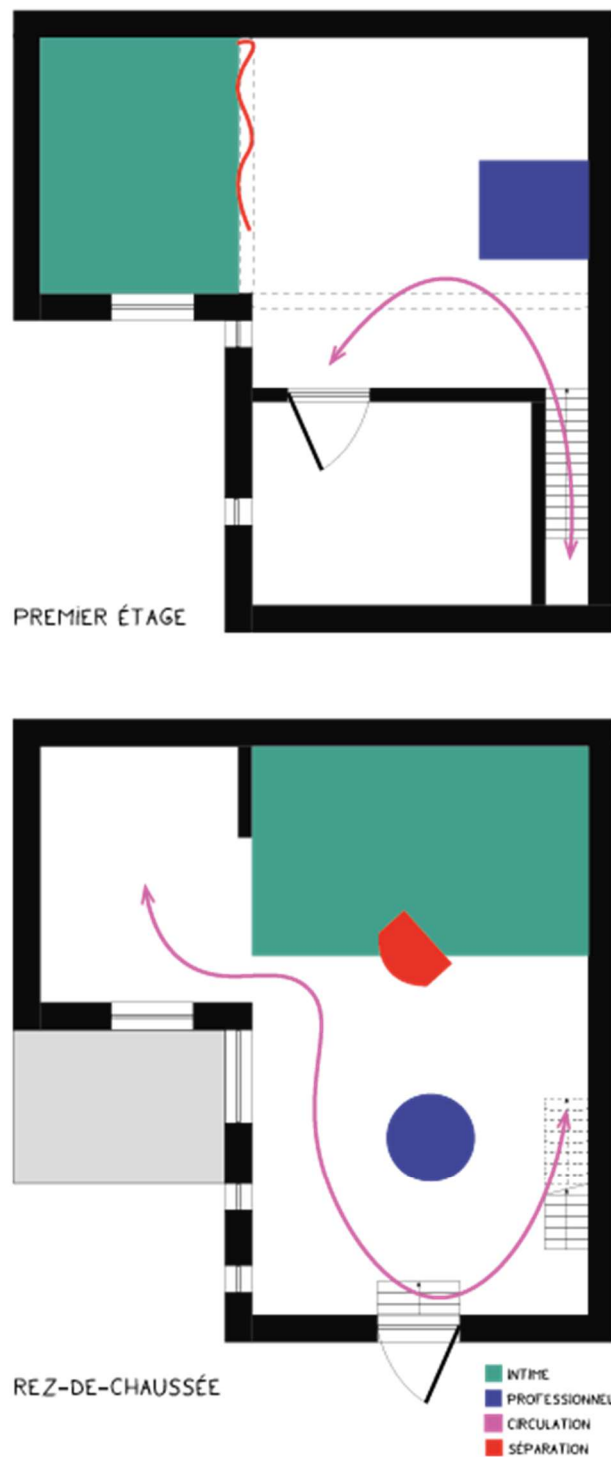 PREMIER ÉTAGE
REZ-DE-CHAUSSÉE
INTIME
PROFESSIONNEL
CIRCULATION
SÉPARATION